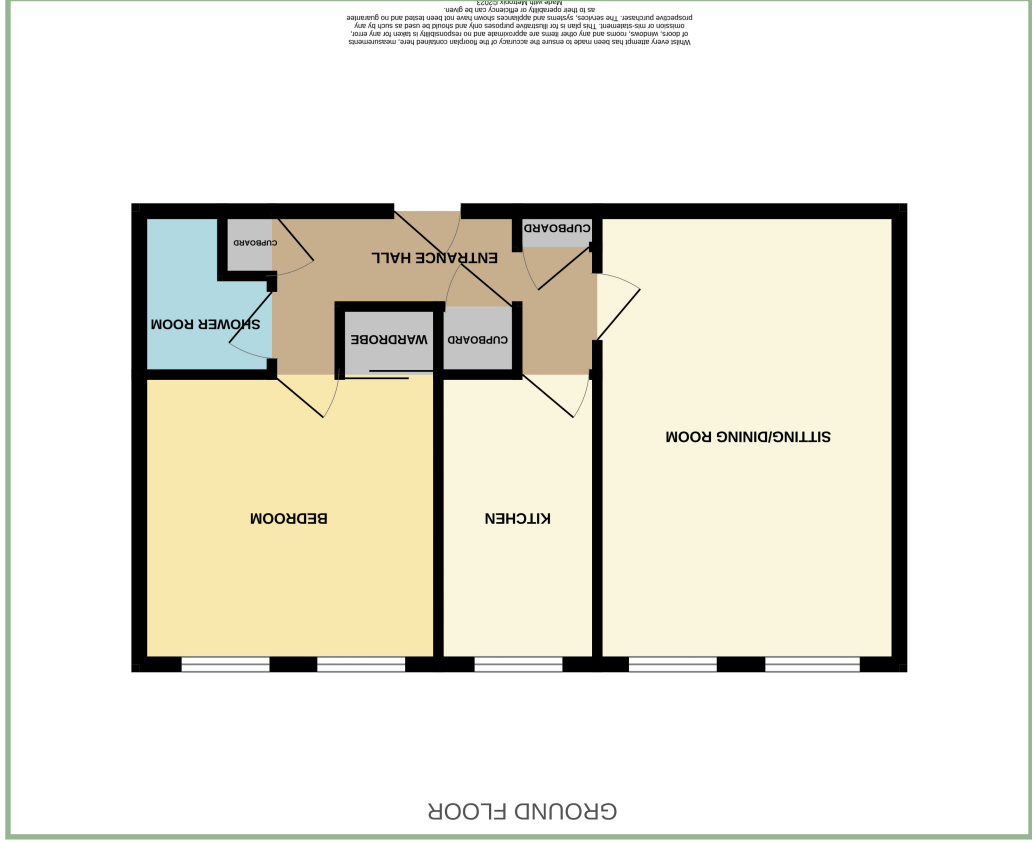 GROUND FLOOR
SITTING/DINING ROOM
KITCHEN
BEDROOM
CUPBOARD
WARDROBE
SHOWER ROOM
ENTRANCE HALL
CUPBOARD
CUPBOARD
Whilst every attempt has been made to ensure the accuracy of the floorplan contained here, measurements
of doors, windows, rooms and any other items are approximate and no responsibility is taken for any error,
omission or mis-statement. This plan is for illustrative purposes only and should be used as such by any
prospective purchaser. The services, systems and appliances shown have not been tested and no guarantee
as to their operability or efficiency can be given.
Made with Metropix ©2023